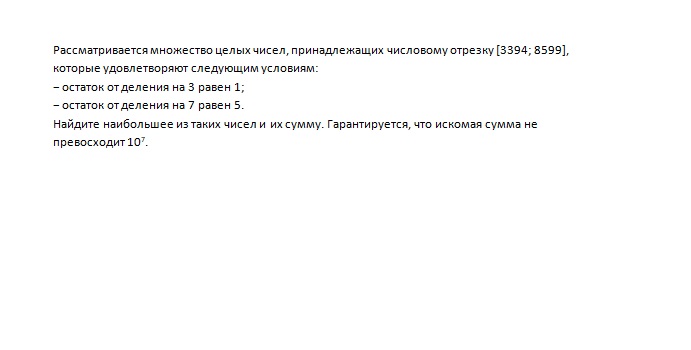 Рассматривается множество целых чисел, принадлежащих числовому отрезку [3394; 8599],
которые удовлетворяют следующим условиям:
− остаток от деления на 3 равен 1;
− остаток от деления на 7 равен 5.
Найдите наибольшее из таких чисел и их сумму. Гарантируется, что искомая сумма не
превосходит 10⁷.